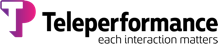 Teleperformance
each interaction matters